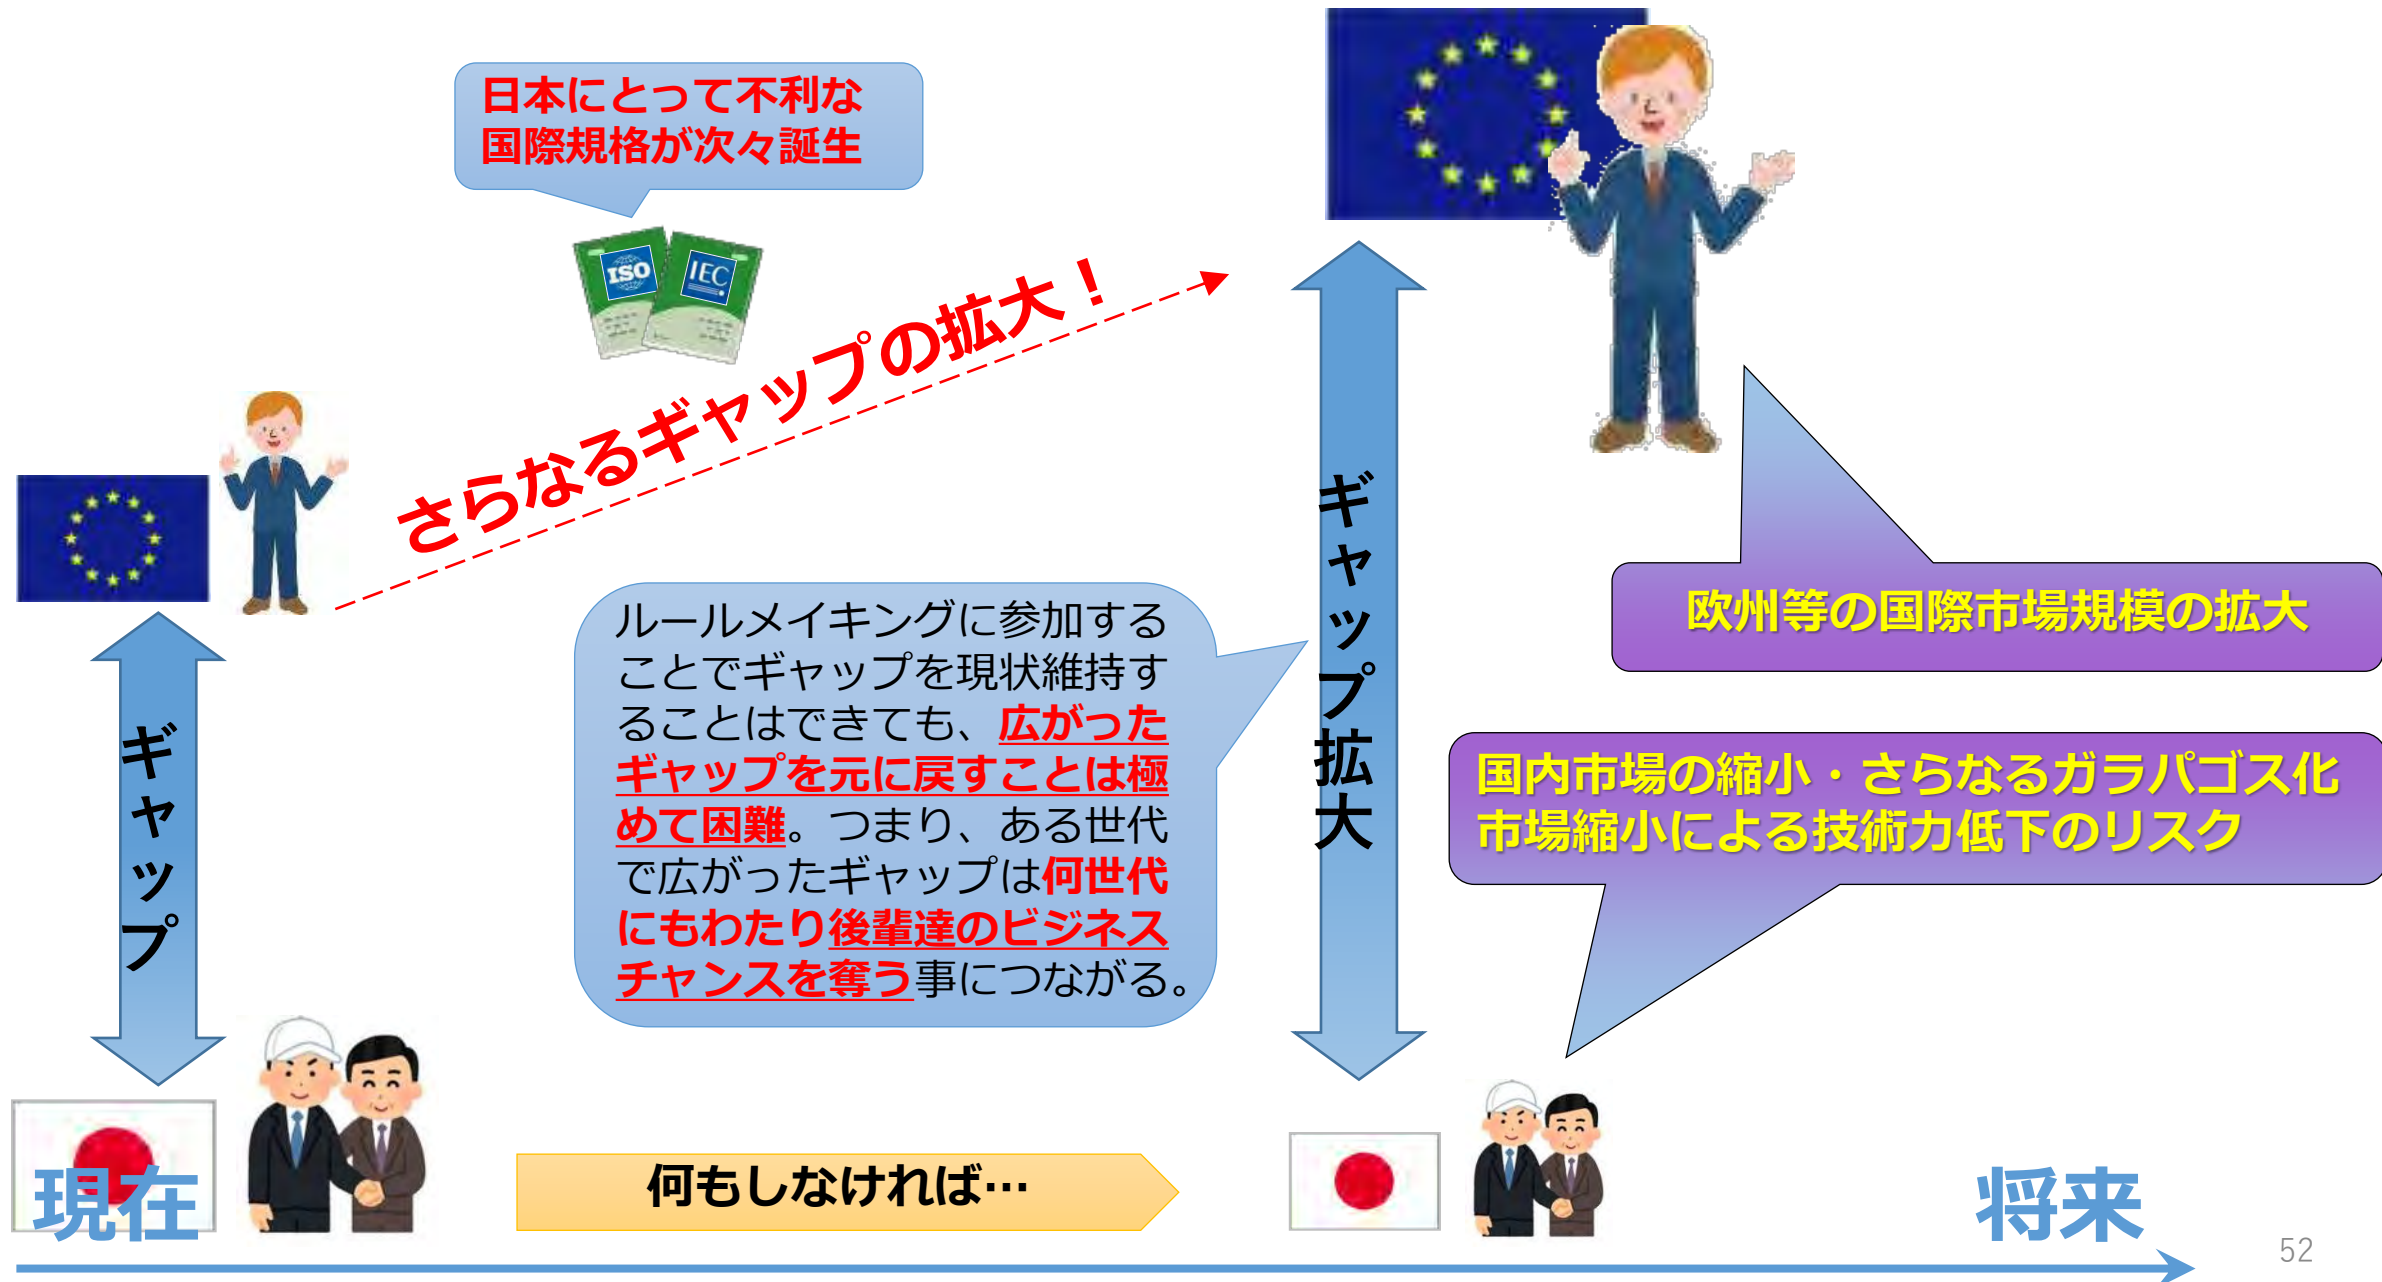 日本にとって不利な
国際規格が次々誕生
ISO
IEC
さらなるギャップの拡大！
ギャップ
ルールメイキングに参加する
ことでギャップを現状維持す
ることはできても、広がった
ギャップを元に戻すことは極
めて困難。つまり、ある世代
で広がったギャップは何世代
にもわたり後輩達のビジネス
チャンスを奪う事につながる。
ギャップ拡大
欧州等の国際市場規模の拡大
国内市場の縮小・さらなるガラパゴス化
市場縮小による技術力低下のリスク
何もしなければ…
現在
将来
52